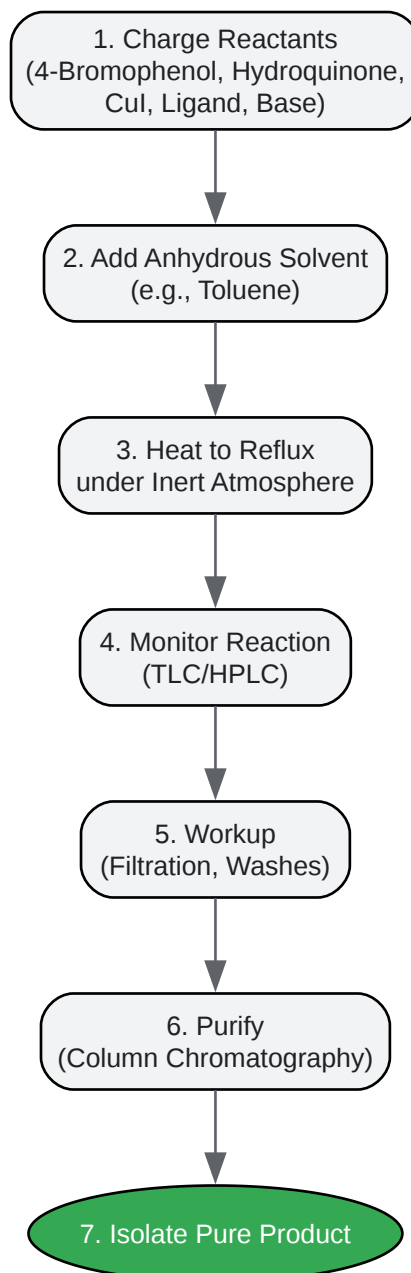 1. Charge Reactants
(4-Bromophenol, Hydroquinone,
CuI, Ligand, Base)
2. Add Anhydrous Solvent
(e.g., Toluene)
3. Heat to Reflux
under Inert Atmosphere
4. Monitor Reaction
(TLC/HPLC)
5. Workup
(Filtration, Washes)
6. Purify
(Column Chromatography)
7. Isolate Pure Product